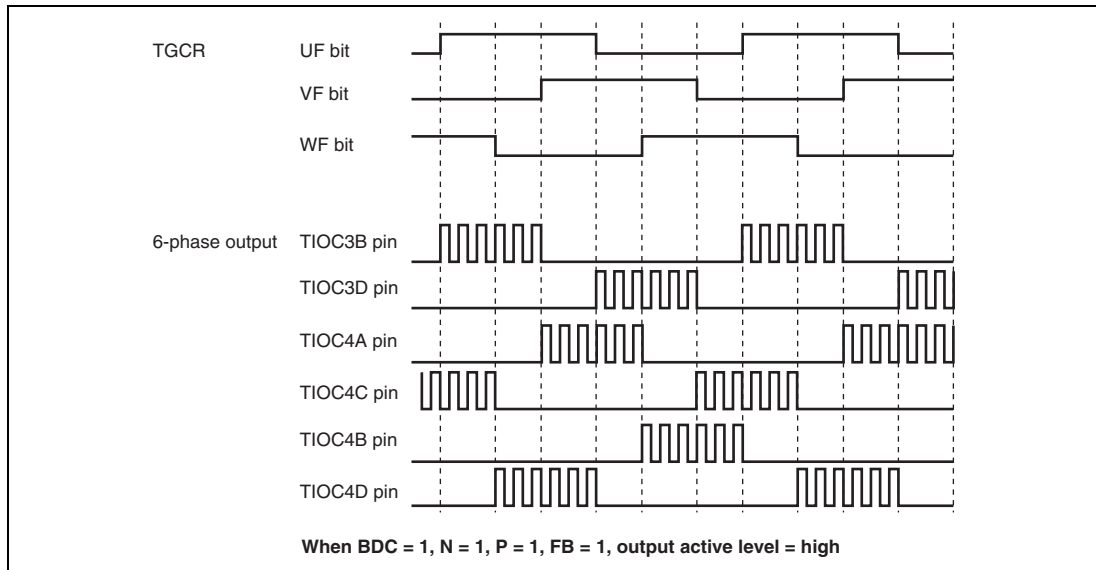 TGCR UF bit
VF bit
WF bit
6-phase output TIOC3B pin
TIOC3D pin
TIOC4A pin
TIOC4C pin
TIOC4B pin
TIOC4D pin
When BDC = 1, N = 1, P = 1, FB = 1, output active level = high